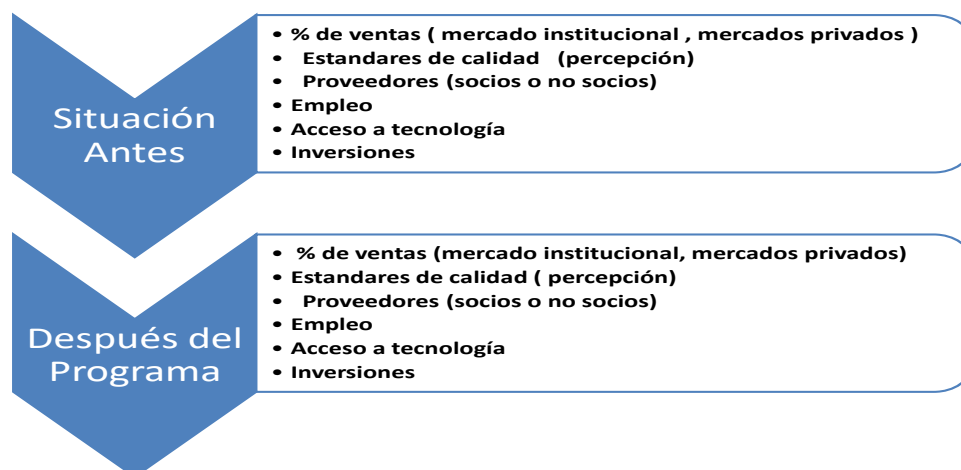 Situación
Antes
• % de ventas ( mercado institucional , mercados privados )
• Estandares de calidad (percepción)
• Proveedores (socios o no socios)
• Empleo
• Acceso a tecnología
• Inversiones
Después del
Programa
• % de ventas (mercado institucional, mercados privados)
• Estandares de calidad ( percepción)
• Proveedores (socios o no socios)
• Empleo
• Acceso a tecnología
• Inversiones